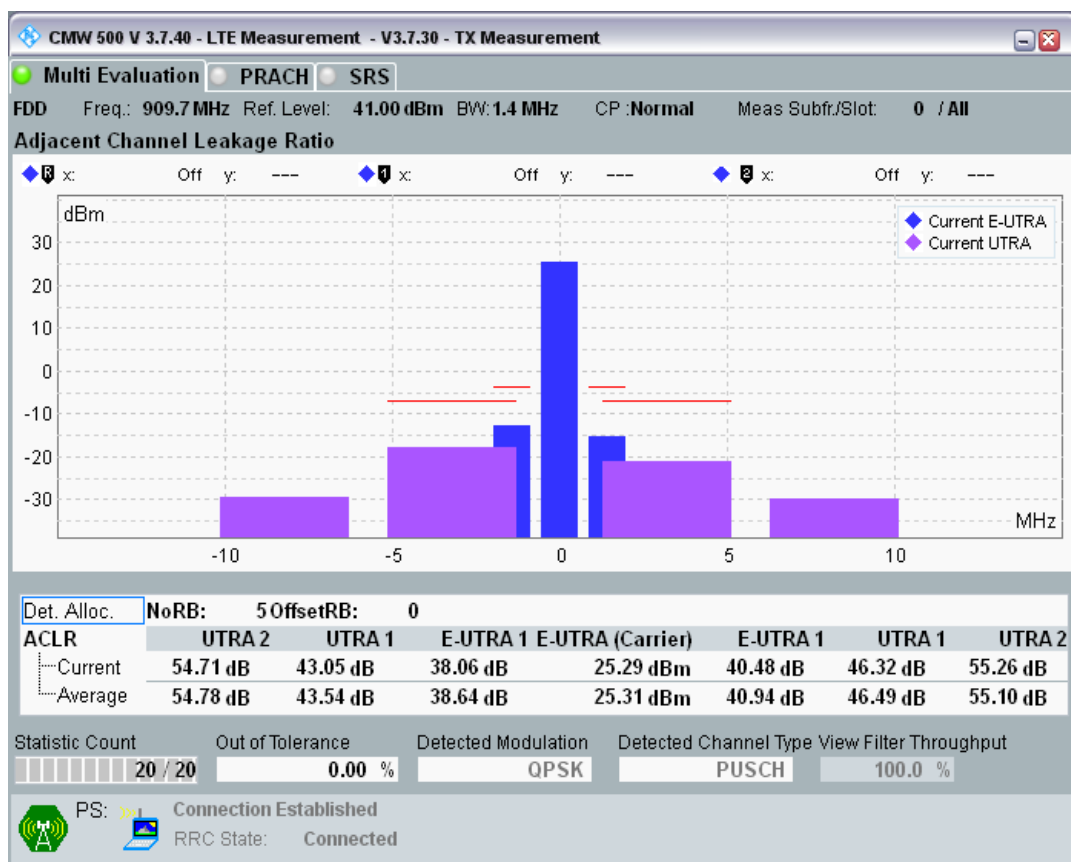 CMW 500 V 3.7.40 - LTE Measurement - V3.7.30 - TX Measurement
Multi Evaluation PRACH SRS
FDD Freq.: 909.7 MHz Ref. Level: 41.00 dBm BW: 1.4 MHz CP :Normal Meas Subfr./Slot: 0 / All
Adjacent Channel Leakage Ratio
R x: Off y: --- 1 x: Off y: --- 2 x: Off y: ---
dBm
Current E-UTRA
Current UTRA
30
20
10
0
-10
-20
-30
MHz
-10 -5 0 5 10
Det. Alloc. NoRB: 5 OffsetRB: 0
ACLR UTRA 2 UTRA 1 E-UTRA 1 E-UTRA (Carrier) E-UTRA 1 UTRA 1 UTRA 2
Current 54.71 dB 43.05 dB 38.06 dB 25.29 dBm 40.48 dB 46.32 dB 55.26 dB
Average 54.78 dB 43.54 dB 38.64 dB 25.31 dBm 40.94 dB 46.49 dB 55.10 dB
Statistic Count Out of Tolerance Detected Modulation Detected Channel Type View Filter Throughput
20 / 20 0.00 % QPSK PUSCH 100.0 %
PS: Connection Established
RRC State: Connected